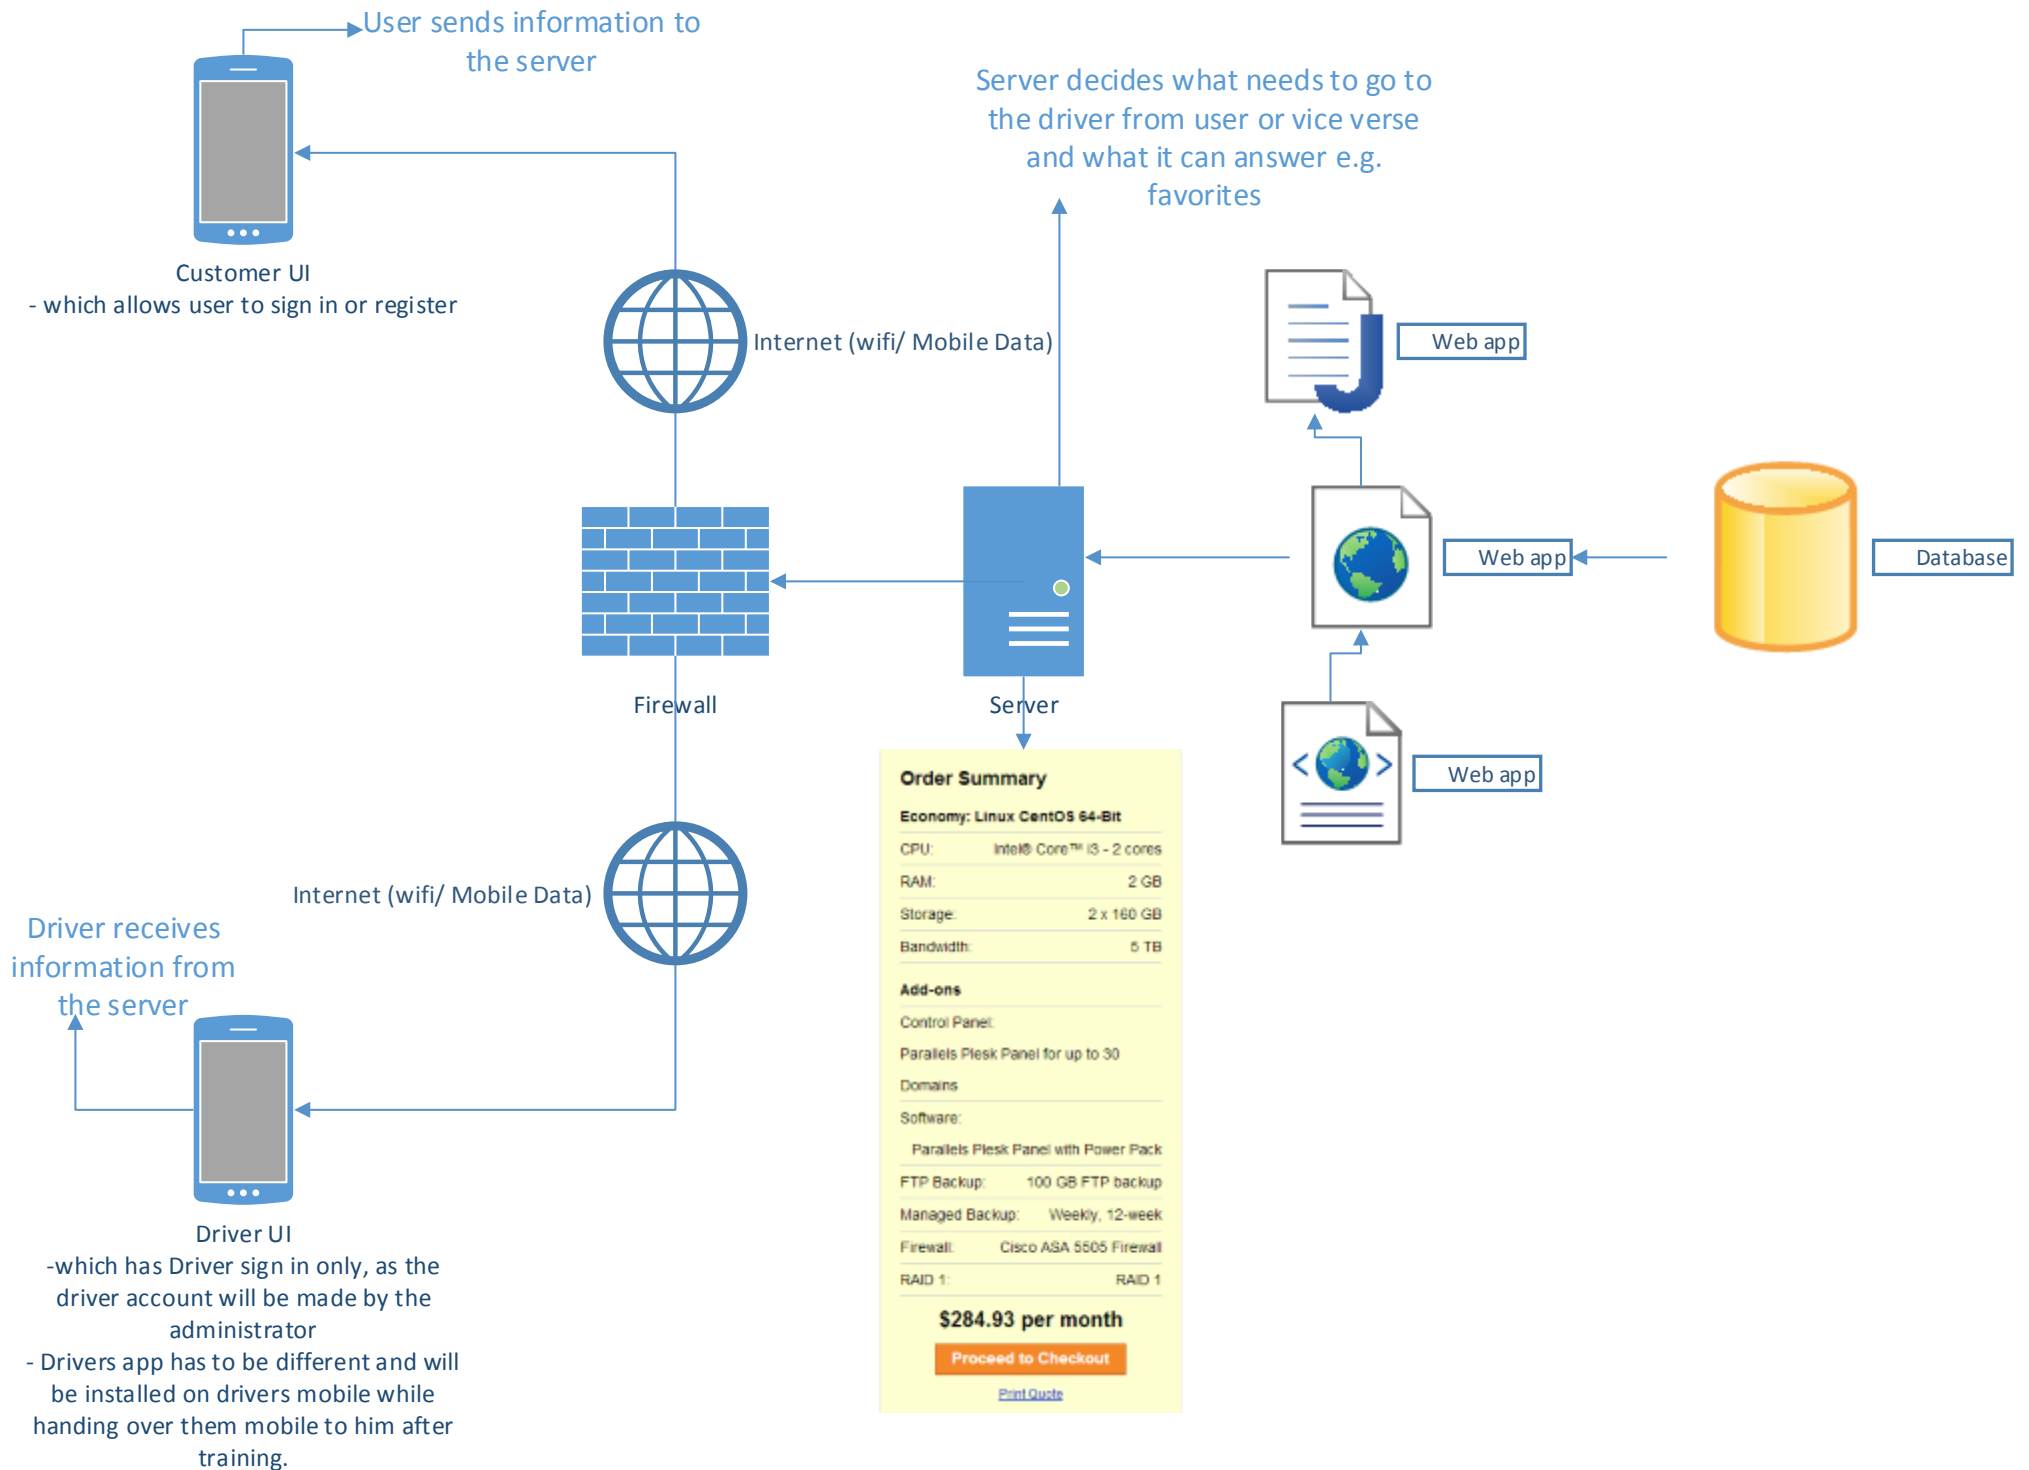 User sends information to
the server
Server decides what needs to go to
the driver from user or vice verse
and what it can answer e.g.
favorites
Customer UI
- which allows user to sign in or register
Internet (wifi/ Mobile Data)
Web app
Web app
Database
Firewall
Server
Web app
Order Summary
Economy: Linux CentOS 64-Bit
CPU: Intel® Core™ i3 - 2 cores
RAM: 2 GB
Storage: 2 x 160 GB
Bandwidth: 5 TB
Add-ons
Control Panel:
Parallels Plesk Panel for up to 30
Domains
Software:
Parallels Plesk Panel with Power Pack
FTP Backup: 100 GB FTP backup
Managed Backup: Weekly, 12-week
Firewall: Cisco ASA 5505 Firewall
RAID 1: RAID 1
$284.93 per month
Proceed to Checkout
Print Quote
Internet (wifi/ Mobile Data)
Driver receives
information from
the server
Driver UI
-which has Driver sign in only, as the
driver account will be made by the
administrator
- Drivers app has to be different and will
be installed on drivers mobile while
handing over them mobile to him after
training.